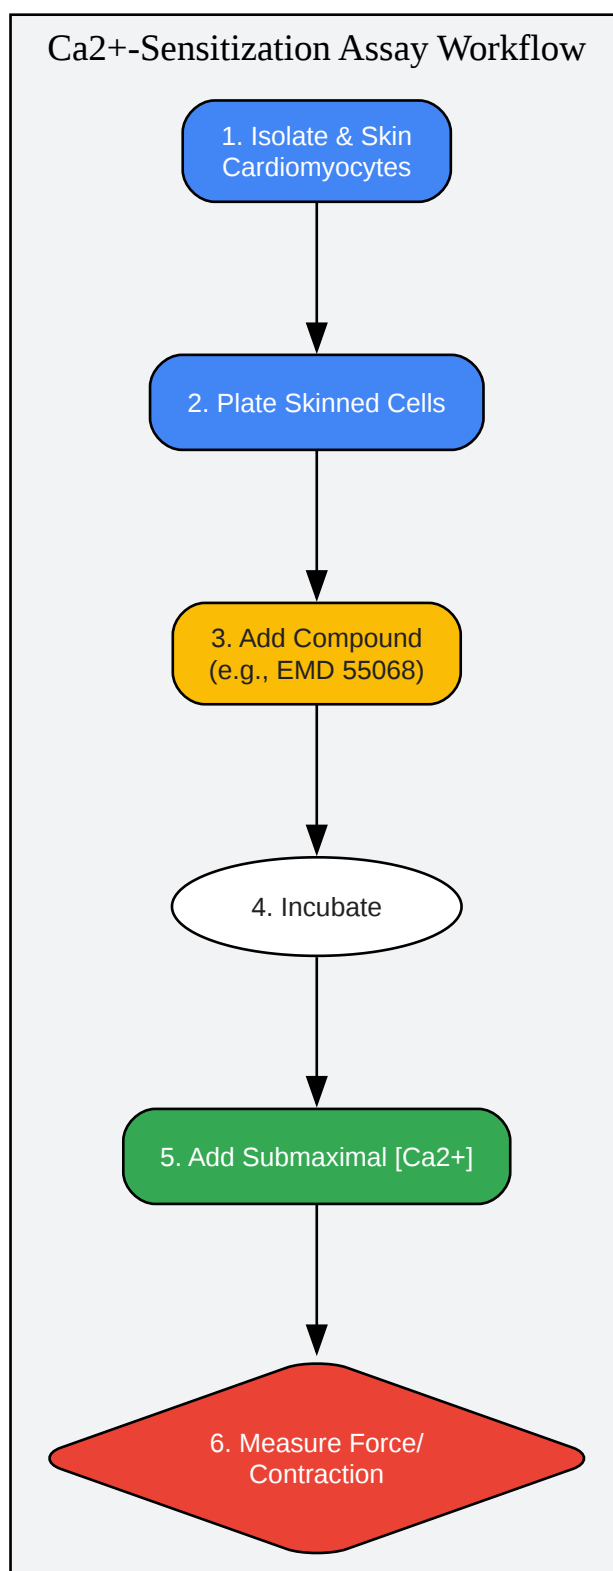 Ca2+-Sensitization Assay Workflow
1. Isolate & Skin
Cardiomyocytes
2. Plate Skinned Cells
3. Add Compound
(e.g., EMD 55068)
4. Incubate
5. Add Submaximal [Ca2+]
6. Measure Force/
Contraction